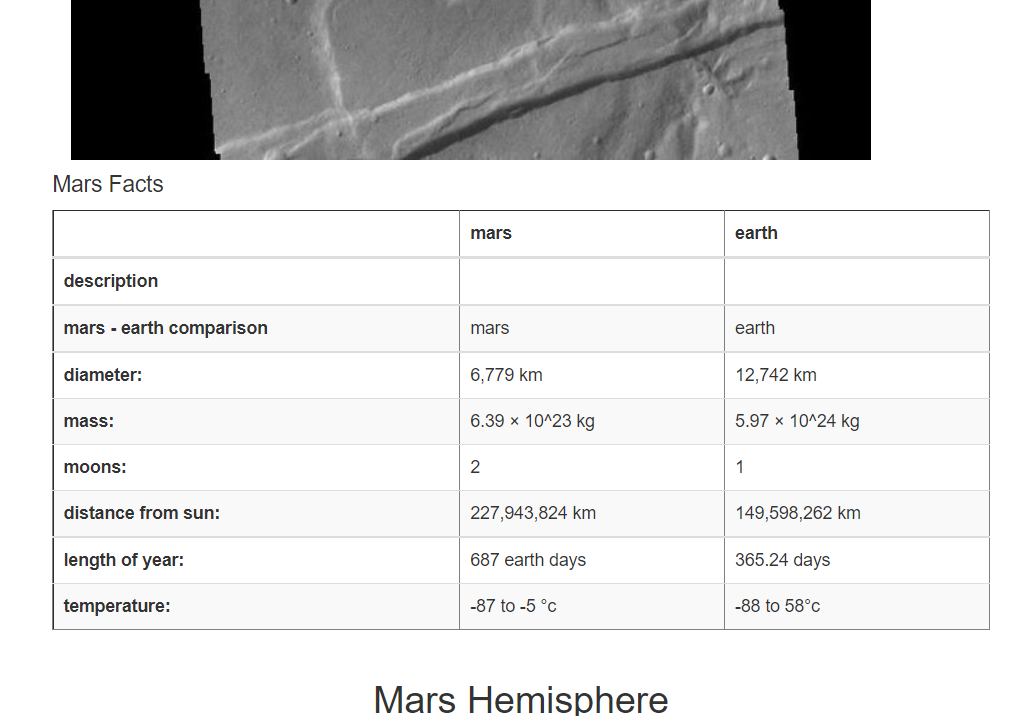 Mars Facts
mars earth
description
mars - earth comparison mars earth
diameter: 6,779 km 12,742 km
mass: 6.39 × 10^23 kg 5.97 × 10^24 kg
moons: 2 1
distance from sun: 227,943,824 km 149,598,262 km
length of year: 687 earth days 365.24 days
temperature: -87 to -5 °c -88 to 58°c
Mars Hemisphere